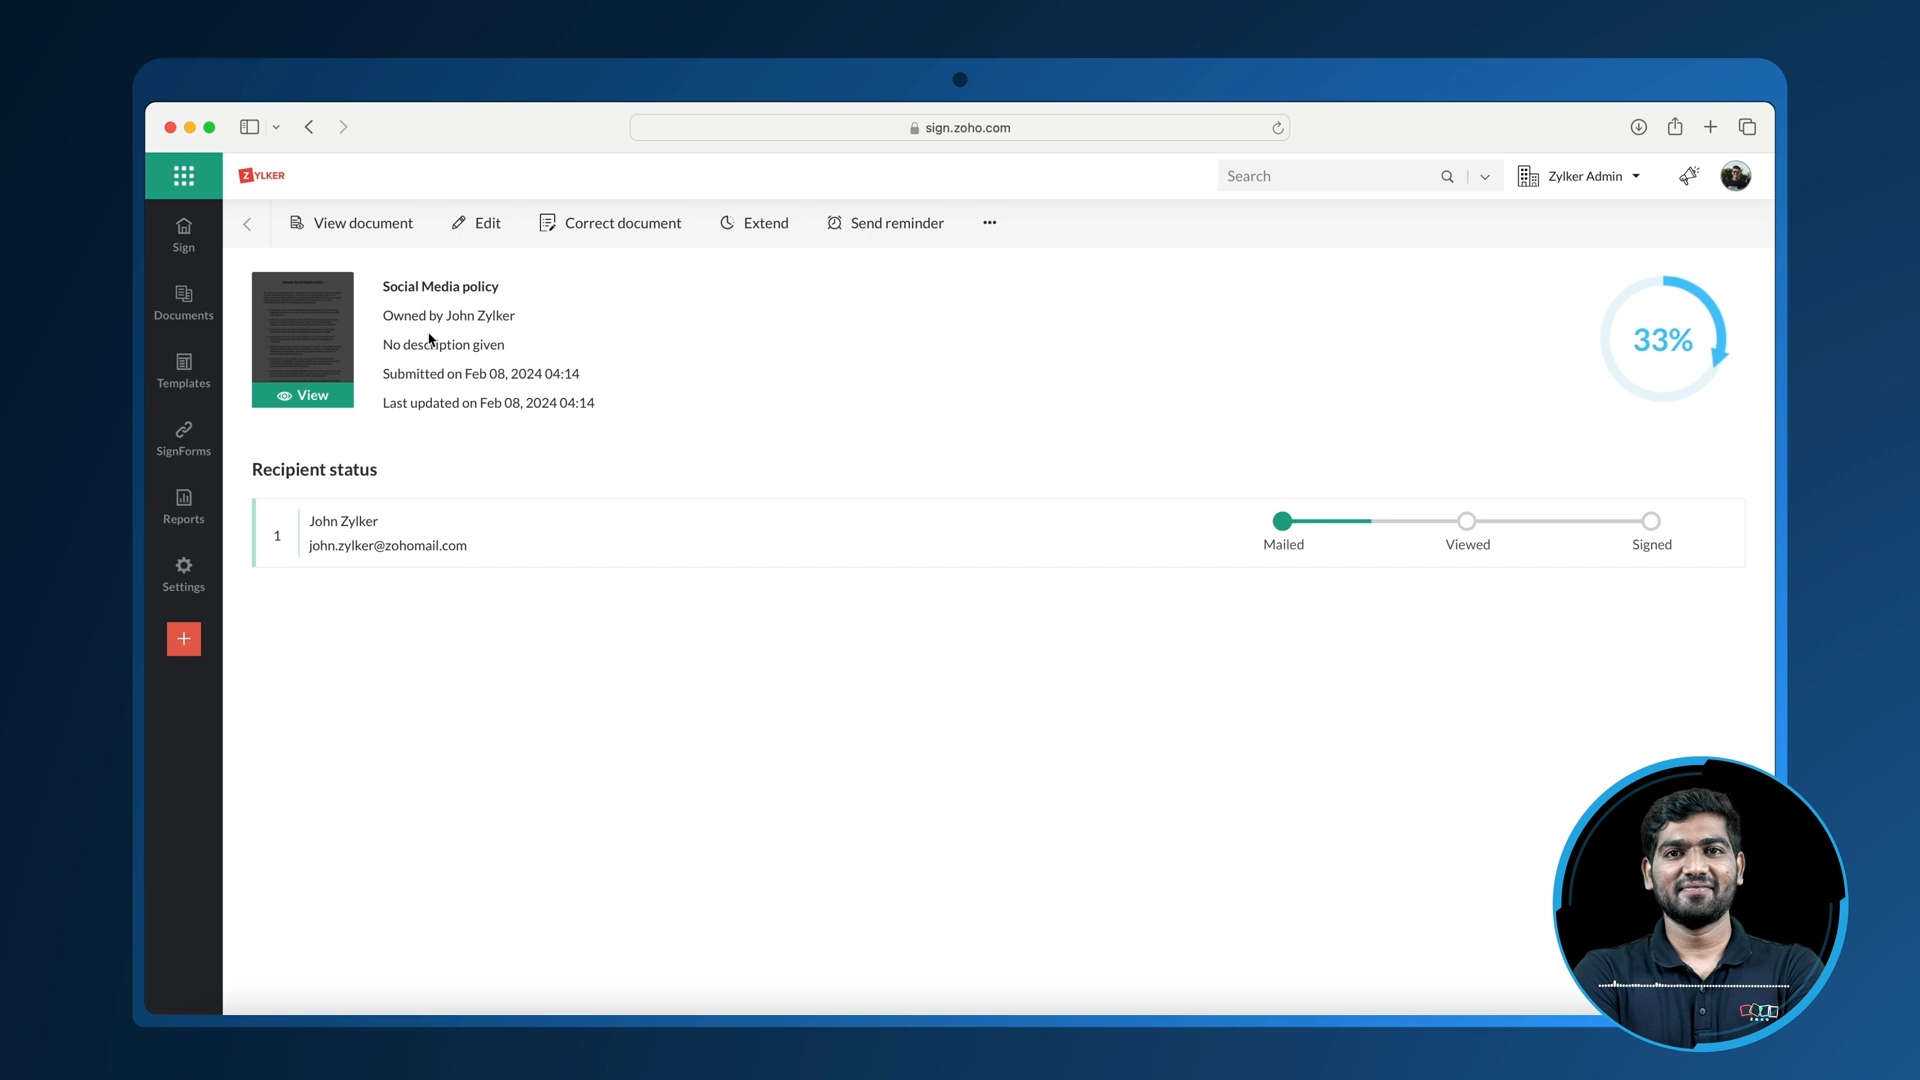 sign.zoho.com
ZYLKER
Search
Zylker Admin
View document
Edit
Correct document
Extend
Send reminder
Sign
Documents
Templates
SignForms
Reports
Settings
View
Social Media policy
Owned by John Zylker
No description given
Submitted on Feb 08, 2024 04:14
Last updated on Feb 08, 2024 04:14
33%
Recipient status
1
John Zylker
john.zylker@zohomail.com
Mailed
Viewed
Signed
ZOHO